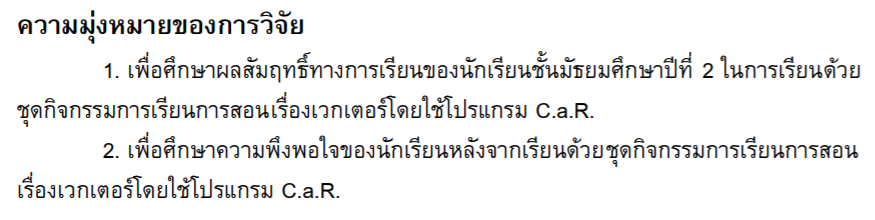 ความมุ่งหมายของการวิจัย
1. เพื่อศึกษาผลสัมฤทธิ์ทางการเรียนของนักเรียนชั้นมัธยมศึกษาปีที่ 2 ในการเรียนด้วย
ชุดกิจกรรมการเรียนการสอนเรื่องเวกเตอร์โดยใช้โปรแกรม C.a.R.
2. เพื่อศึกษาความพึงพอใจของนักเรียนหลังจากเรียนด้วยชุดกิจกรรมการเรียนการสอน
เรื่องเวกเตอร์โดยใช้โปรแกรม C.a.R.